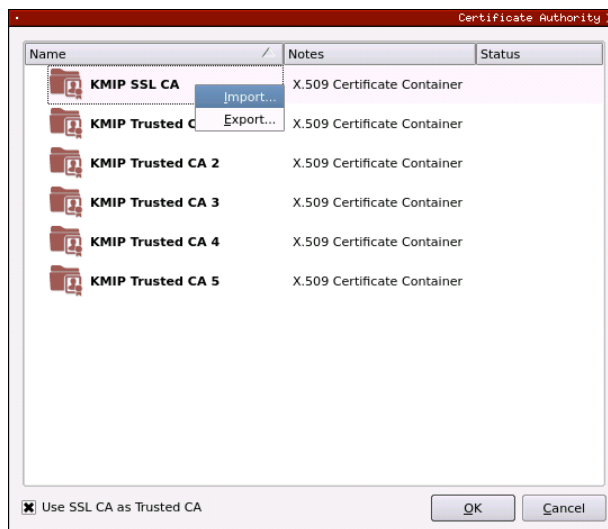 Certificate Authority
Name Notes Status
KMIP SSL CA X.509 Certificate Container
Import...
KMIP Trusted C X.509 Certificate Container
Export...
KMIP Trusted CA 2 X.509 Certificate Container
KMIP Trusted CA 3 X.509 Certificate Container
KMIP Trusted CA 4 X.509 Certificate Container
KMIP Trusted CA 5 X.509 Certificate Container
Use SSL CA as Trusted CA OK Cancel